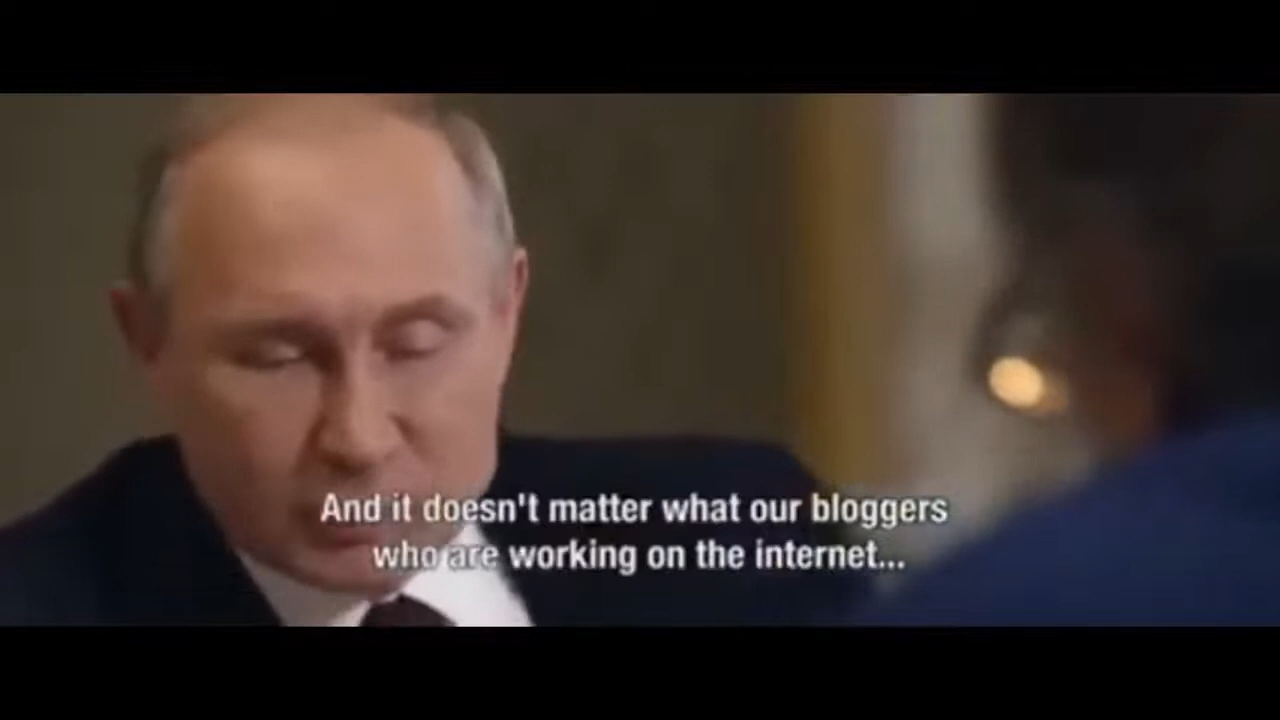 And it doesn't matter what our bloggers
who are working on the internet...